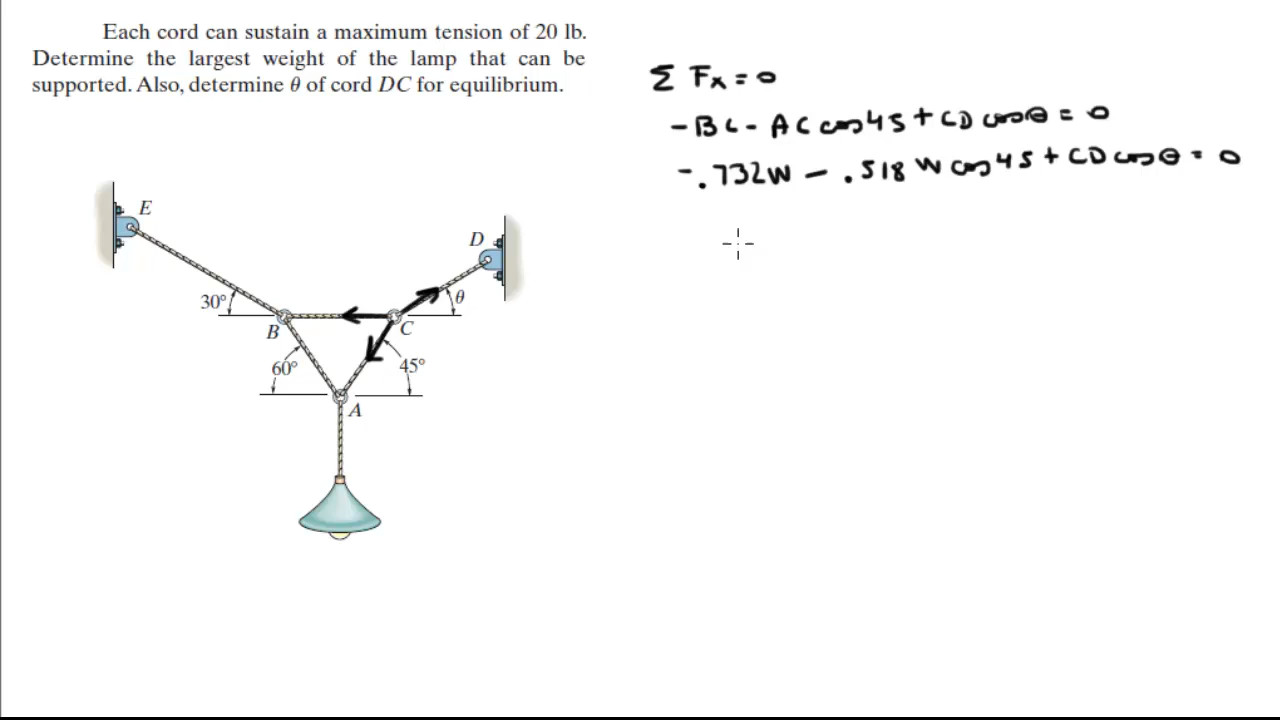 Each cord can sustain a maximum tension of 20 lb.
Determine the largest weight of the lamp that can be
supported. Also, determine θ of cord DC for equilibrium.
Σ Fx = 0
- BC - AC cos45 + CD cosθ = 0
- .732W - .518 W cos45 + CD cosθ = 0
E
D
30°
θ
B
C
60°
45°
A